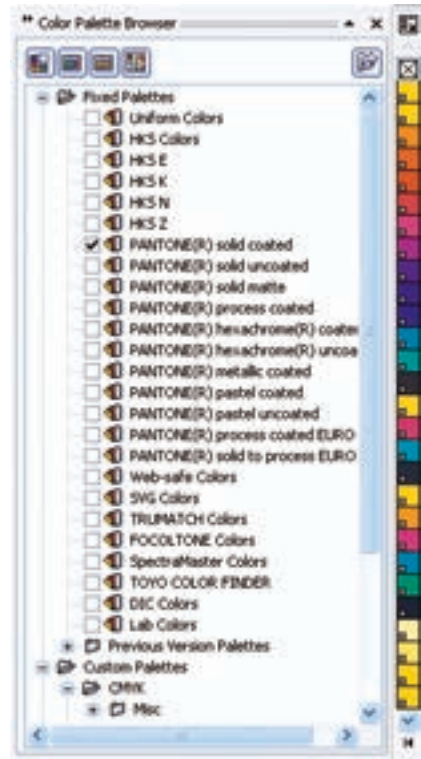 Color Palette Browser
Fixed Palettes
Uniform Colors
HKS Colors
HKS E
HKS K
HKS N
HKS Z
PANTONE(R) solid coated
PANTONE(R) solid uncoated
PANTONE(R) solid matte
PANTONE(R) process coated
PANTONE(R) hexachrome(R) coate
PANTONE(R) hexachrome(R) uncoa
PANTONE(R) metallic coated
PANTONE(R) pastel coated
PANTONE(R) pastel uncoated
PANTONE(R) process coated EURO
PANTONE(R) solid to process EURO
Web-safe Colors
SVG Colors
TRUMATCH Colors
FOCOLTONE Colors
SpectraMaster Colors
TOYO COLOR FINDER
DIC Colors
Lab Colors
Previous Version Palettes
Custom Palettes
CMYK
Misc